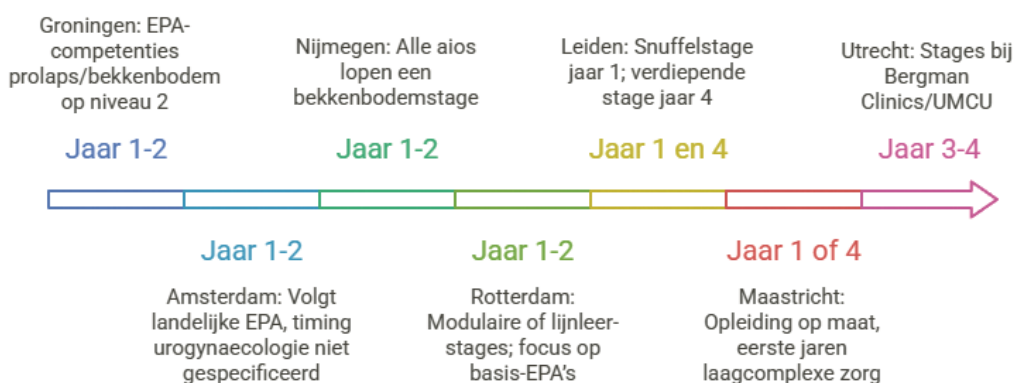 Groningen: EPA-
competenties
prolaps/bekkenbodem
op niveau 2
Jaar 1-2
Amsterdam: Volgt
landelijke EPA, timing
urogynaecologie niet
gespecificeerd
Jaar 1-2
Nijmegen: Alle aios
lopen een
bekkenbodemstage
Jaar 1-2
Rotterdam:
Modulaire of lijnleer-
stages; focus op
basis-EPA’s
Jaar 1-2
Leiden: Snuffelstage
jaar 1; verdiepende
stage jaar 4
Jaar 1 en 4
Maastricht:
Opleiding op maat,
eerste jaren
laagcomplexe zorg
Jaar 1 of 4
Utrecht: Stages bij
Bergman
Clinics/UMCU
Jaar 3-4